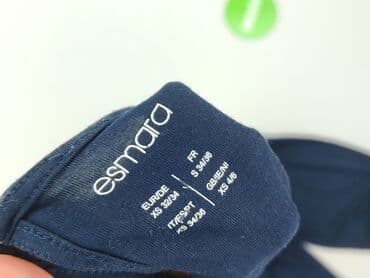 esmara
EUR/DE
XS 32/34
IT/ES/PT
XS 34/36
FR
S 34/36
GB/IE/NI
XS 4/6